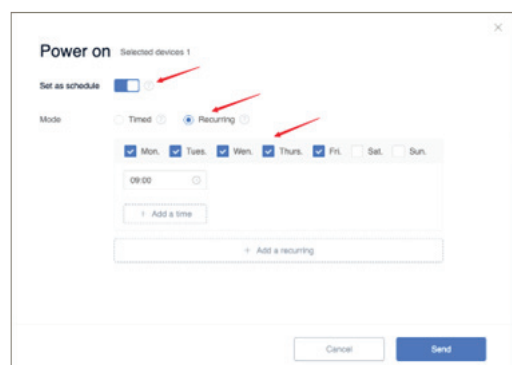 Power on Selected devices 1
Set as schedule
Mode Timed Recurring
Mon. Tues. Wen. Thurs. Fri. Sat. Sun.
09:00
+ Add a time
+ Add a recurring
Cancel Send